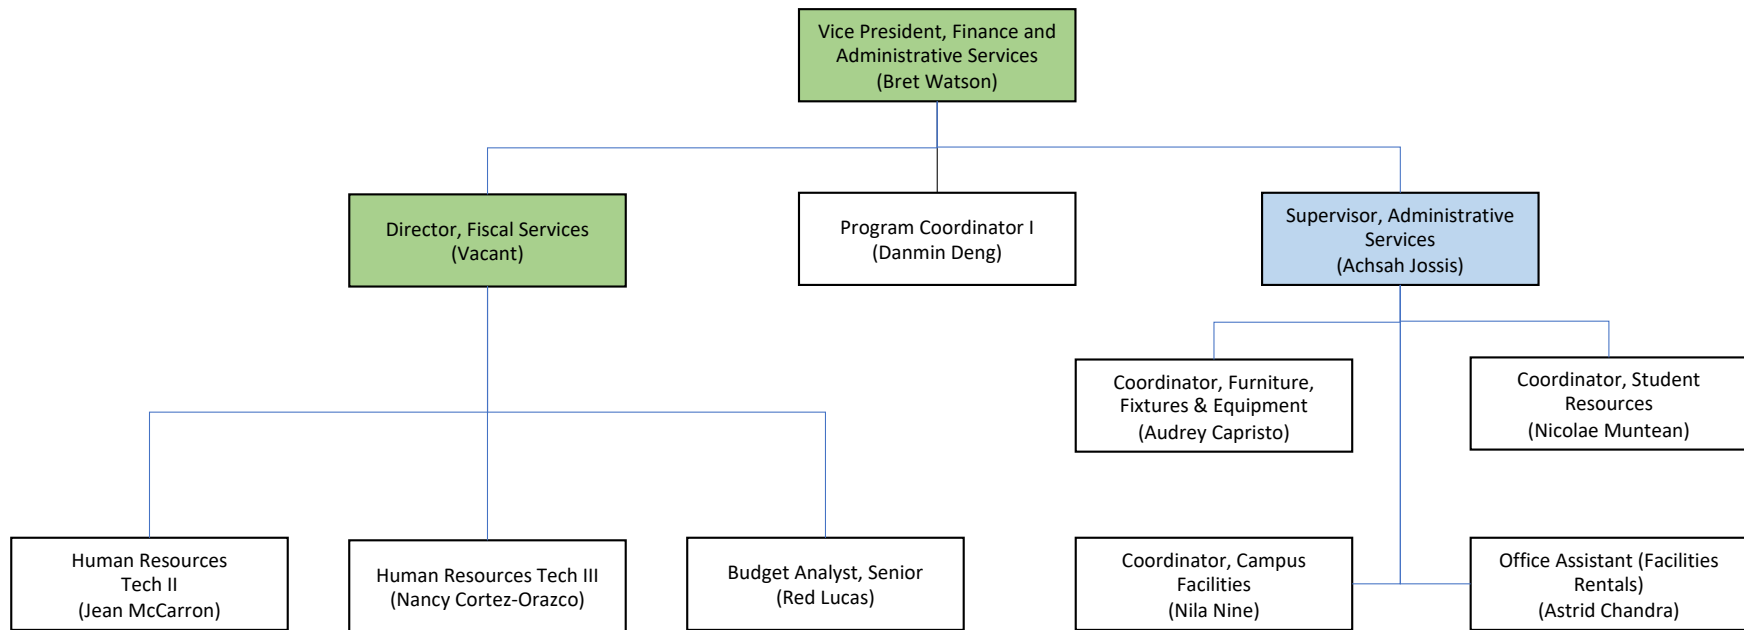 Vice President, Finance and
Administrative Services
(Bret Watson)
Director, Fiscal Services
(Vacant)
Program Coordinator I
(Danmin Deng)
Supervisor, Administrative
Services
(Achsah Jossis)
Coordinator, Furniture,
Fixtures & Equipment
(Audrey Capristo)
Coordinator, Student
Resources
(Nicolae Muntean)
Human Resources
Tech II
(Jean McCarron)
Human Resources Tech III
(Nancy Cortez-Orazco)
Budget Analyst, Senior
(Red Lucas)
Coordinator, Campus
Facilities
(Nila Nine)
Office Assistant (Facilities
Rentals)
(Astrid Chandra)